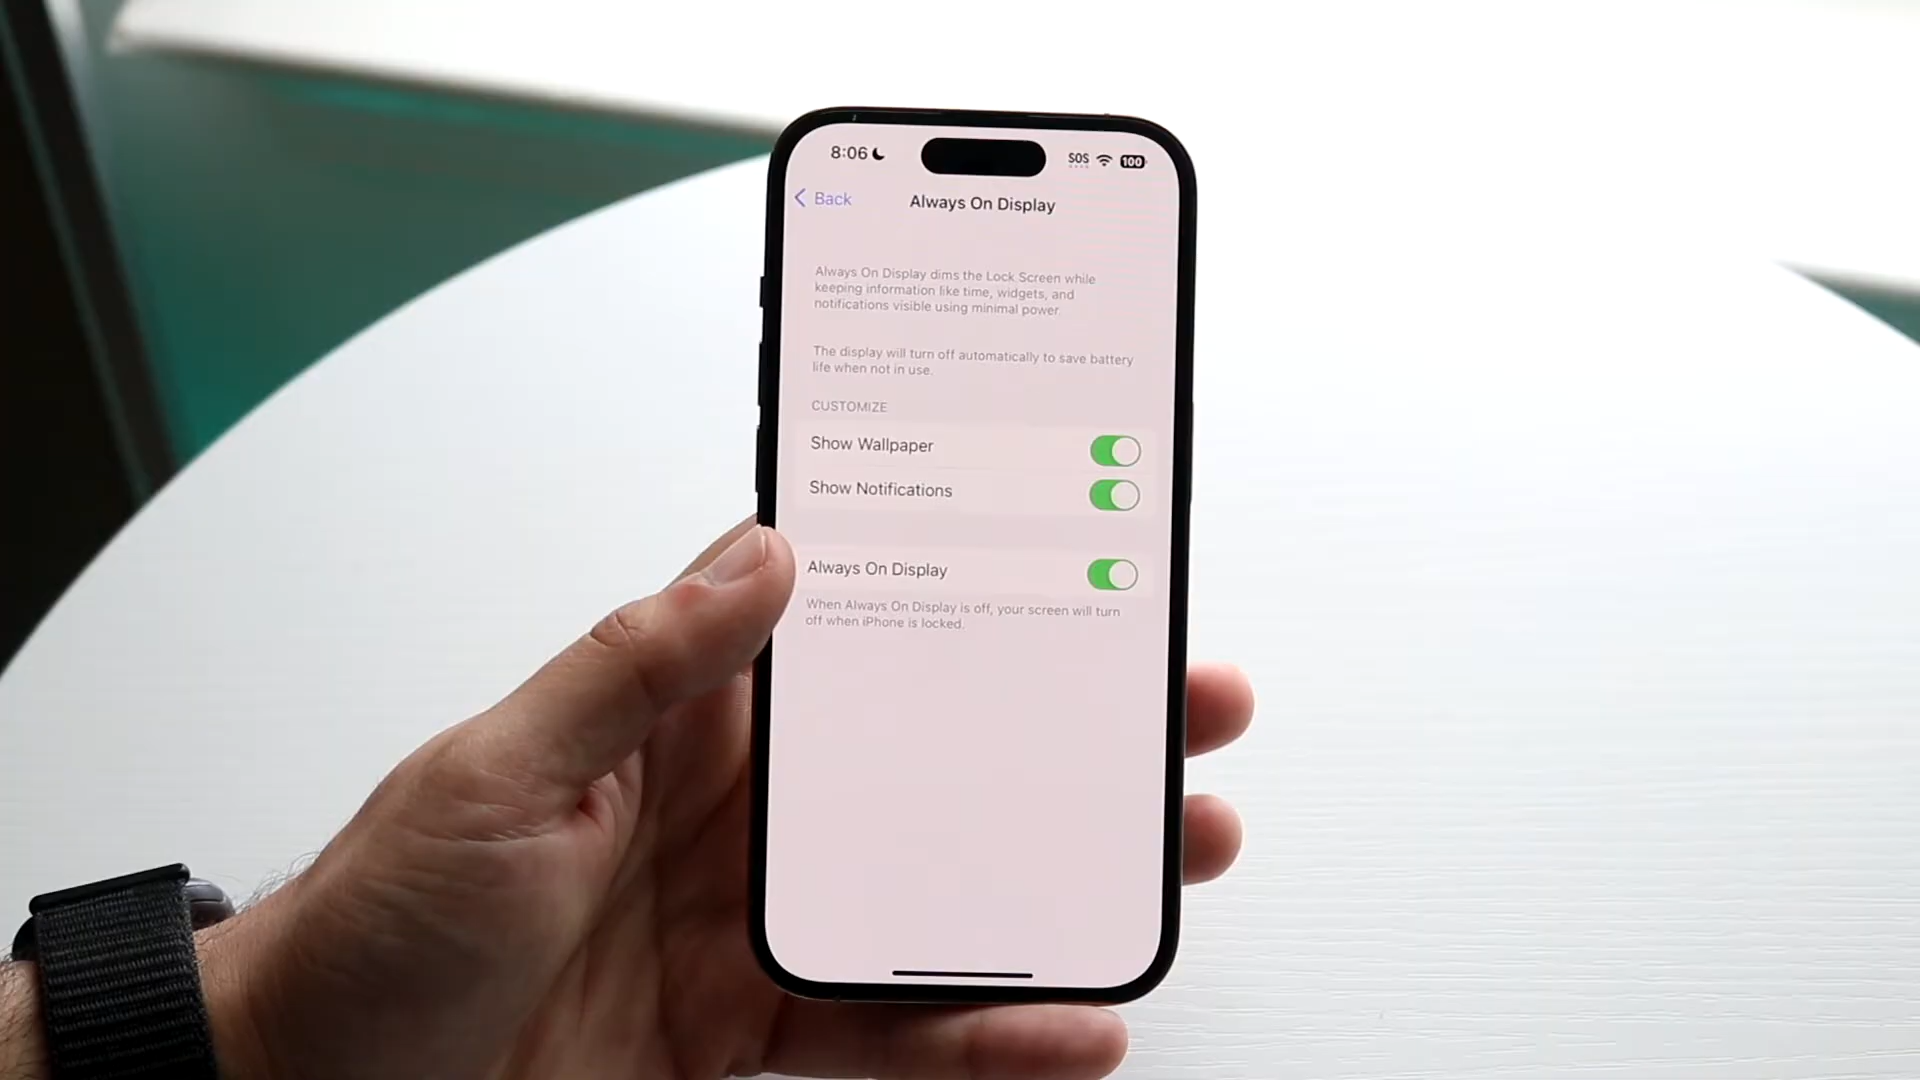 8:06
SOS
100
Back
Always On Display
Always On Display dims the Lock Screen while
keeping information like time, widgets, and
notifications visible using minimal power.
The display will turn off automatically to save battery
life when not in use.
CUSTOMIZE
Show Wallpaper
Show Notifications
Always On Display
When Always On Display is off, your screen will turn
off when iPhone is locked.